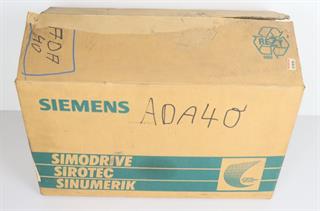 ADA
40
RESY
SIEMENS
ADA40
SIMODRIVE
SIROTEC
SINUMERIK